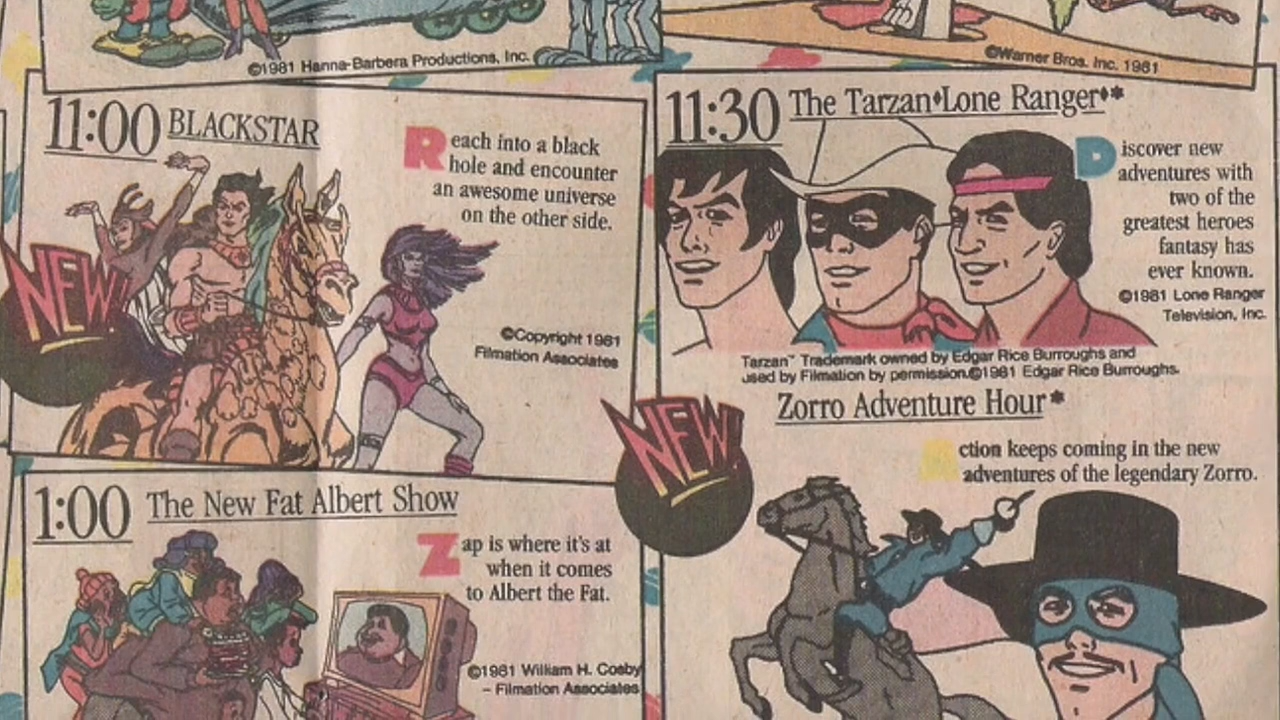 ©1981 Hanna-Barbera Productions, Inc.
©Warner Bros. Inc. 1981
11:00 BLACKSTAR
Reach into a black
hole and encounter
an awesome universe
on the other side.
NEW!
©Copyright 1981
Filmation Associates
11:30 The Tarzan♦Lone Ranger♦*
Discover new
adventures with
two of the
greatest heroes
fantasy has
ever known.
©1981 Lone Ranger
Television, Inc.
Tarzan™ Trademark owned by Edgar Rice Burroughs and
used by Filmation by permission.©1981 Edgar Rice Burroughs.
Zorro Adventure Hour*
NEW!
Action keeps coming in the new
adventures of the legendary Zorro.
1:00 The New Fat Albert Show
Zap is where it's at
when it comes
to Albert the Fat.
©1981 William H. Cosby
– Filmation Associates